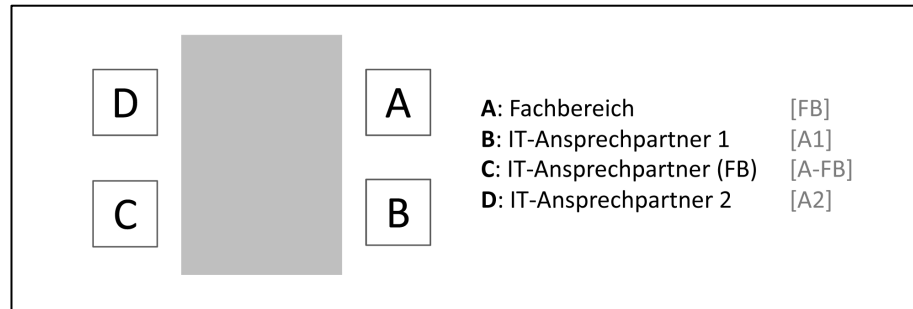 D
A
C
B
A: Fachbereich [FB]
B: IT-Ansprechpartner 1 [A1]
C: IT-Ansprechpartner (FB) [A-FB]
D: IT-Ansprechpartner 2 [A2]